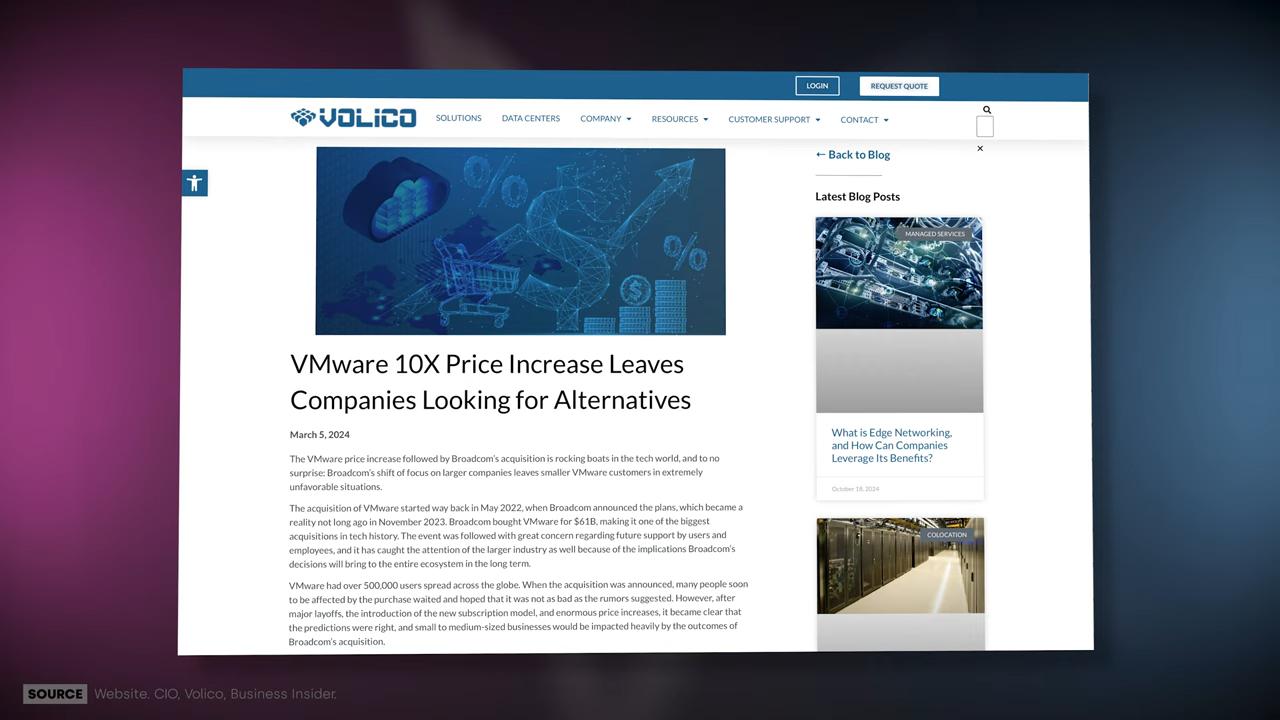 LOGIN
REQUEST QUOTE
VOLICO
SOLUTIONS
DATA CENTERS
COMPANY
RESOURCES
CUSTOMER SUPPORT
CONTACT
← Back to Blog
Latest Blog Posts
MANAGED SERVICES
What is Edge Networking,
and How Can Companies
Leverage Its Benefits?
October 18, 2024
COLOCATION
VMware 10X Price Increase Leaves
Companies Looking for Alternatives
March 5, 2024
The VMware price increase followed by Broadcom's acquisition is rocking boats in the tech world, and to no
surprise: Broadcom's shift of focus on larger companies leaves smaller VMware customers in extremely
unfavorable situations.
The acquisition of VMware started way back in May 2022, when Broadcom announced the plans, which became a
reality not long ago in November 2023. Broadcom bought VMware for $61B, making it one of the biggest
acquisitions in tech history. The event was followed with great concern regarding future support by users and
employees, and it has caught the attention of the larger industry as well because of the implications Broadcom's
decisions will bring to the entire ecosystem in the long term.
VMware had over 500,000 users spread across the globe. When the acquisition was announced, many people soon
to be affected by the purchase waited and hoped that it was not as bad as the rumors suggested. However, after
major layoffs, the introduction of the new subscription model, and enormous price increases, it became clear that
the predictions were right, and small to medium-sized businesses would be impacted heavily by the outcomes of
Broadcom's acquisition.
SOURCE Website. CIO, Volico, Business Insider.